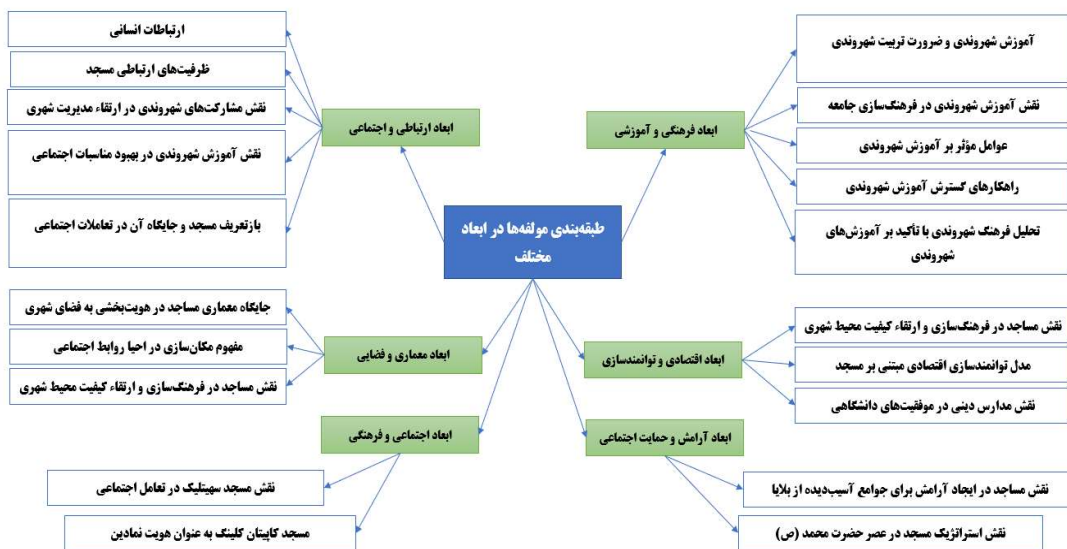 طبقه‌بندی مولفه‌ها در ابعاد
مختلف
ابعاد فرهنگی و آموزشی
آموزش شهروندی و ضرورت تربیت شهروندی
نقش آموزش شهروندی در فرهنگ‌سازی جامعه
عوامل مؤثر بر آموزش شهروندی
راهکارهای گسترش آموزش شهروندی
تحلیل فرهنگ شهروندی با تأکید بر آموزش‌های
شهروندی
ابعاد اقتصادی و توانمندسازی
نقش مساجد در فرهنگ‌سازی و ارتقاء کیفیت محیط شهری
مدل توانمندسازی اقتصادی مبتنی بر مسجد
نقش مدارس دینی در موفقیت‌های دانشگاهی
ابعاد آرامش و حمایت اجتماعی
نقش مساجد در ایجاد آرامش برای جوامع آسیب‌دیده از بلایا
نقش استراتژیک مسجد در عصر حضرت محمد (ص)
ابعاد ارتباطی و اجتماعی
ارتباطات انسانی
ظرفیت‌های ارتباطی مسجد
نقش مشارکت‌های شهروندی در ارتقاء مدیریت شهری
نقش آموزش شهروندی در بهبود مناسبات اجتماعی
بازتعریف مسجد و جایگاه آن در تعاملات اجتماعی
ابعاد معماری و فضایی
جایگاه معماری مساجد در هویت‌بخشی به فضای شهری
مفهوم مکان‌سازی در احیا روابط اجتماعی
نقش مساجد در فرهنگ‌سازی و ارتقاء کیفیت محیط شهری
ابعاد اجتماعی و فرهنگی
نقش مسجد سهیتلیک در تعامل اجتماعی
مسجد کاپیتان کلینگ به عنوان هویت نمادین